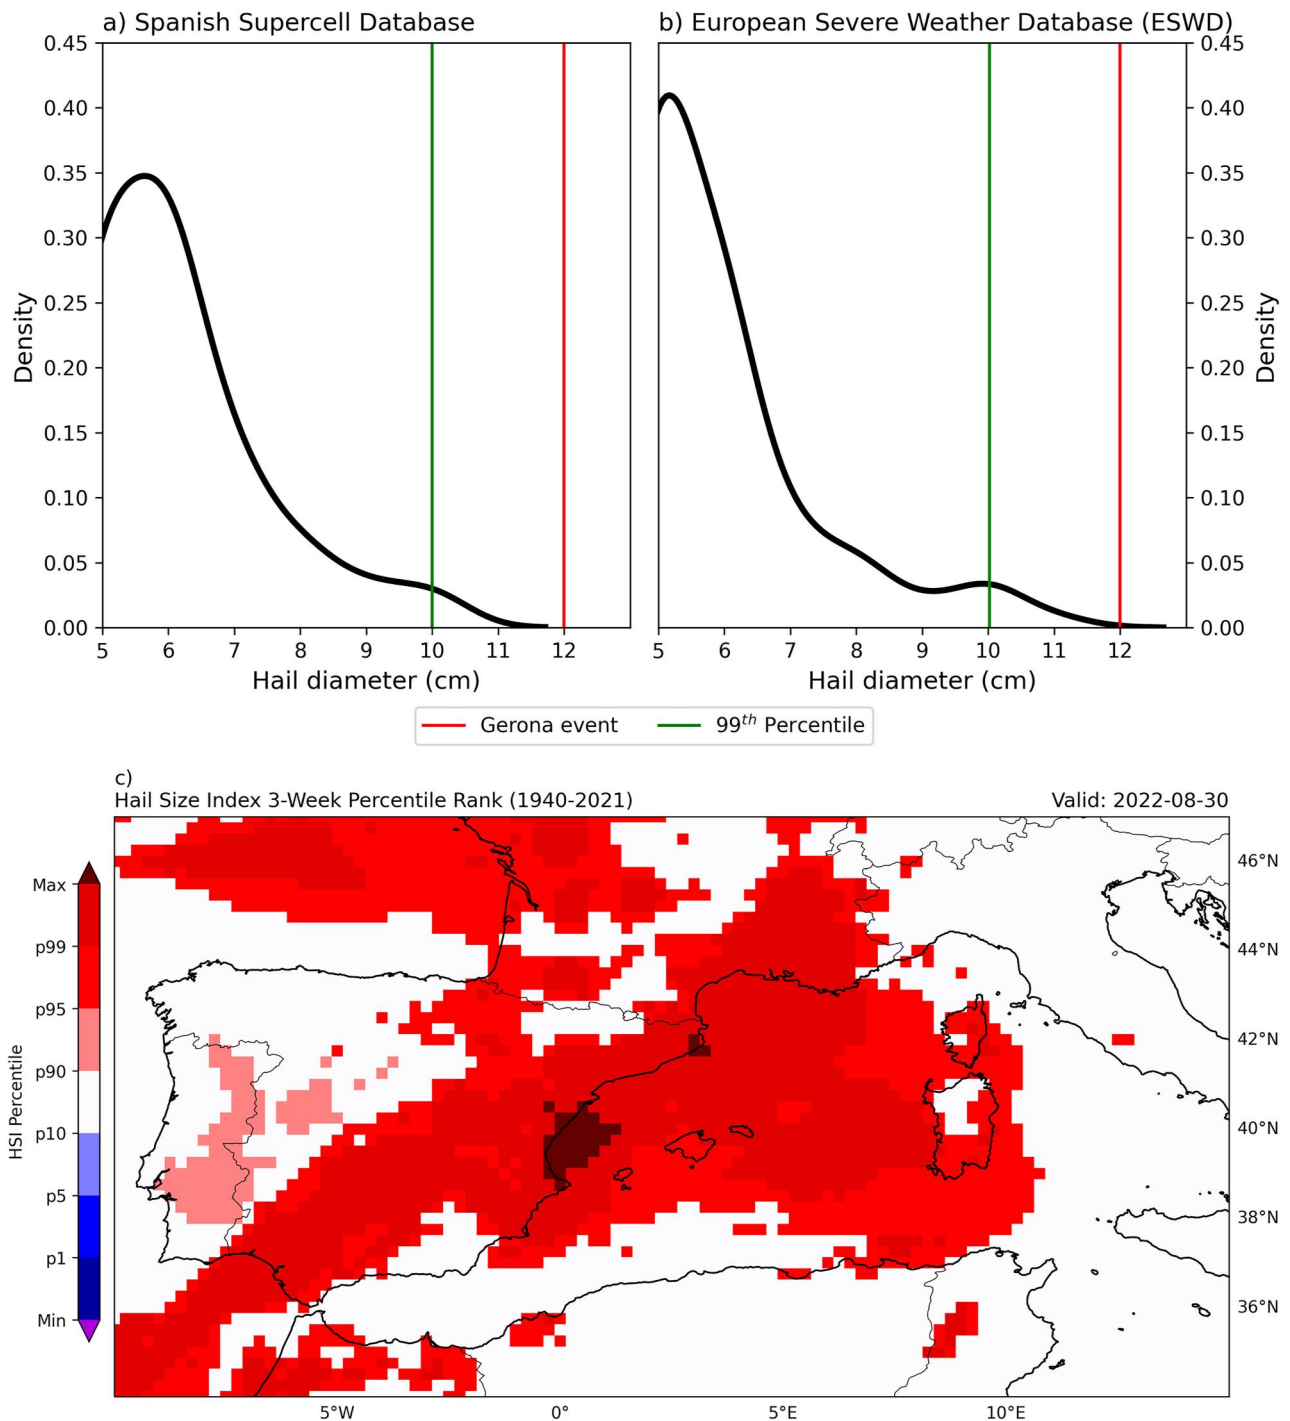 a) Spanish Supercell Database
0.45
0.40
0.35
0.30
0.25
0.20
0.15
0.10
0.05
0.00
Density
5 6 7 8 9 10 11 12
Hail diameter (cm)
b) European Severe Weather Database (ESWD)
0.45
0.40
0.35
0.30
0.25
0.20
0.15
0.10
0.05
0.00
Density
5 6 7 8 9 10 11 12
Hail diameter (cm)
Gerona event
99th Percentile
c)
Hail Size Index 3-Week Percentile Rank (1940-2021)
Valid: 2022-08-30
HSI Percentile
Max
p99
p95
p90
p10
p5
p1
Min
46°N
44°N
42°N
40°N
38°N
36°N
5°W 0° 5°E 10°E